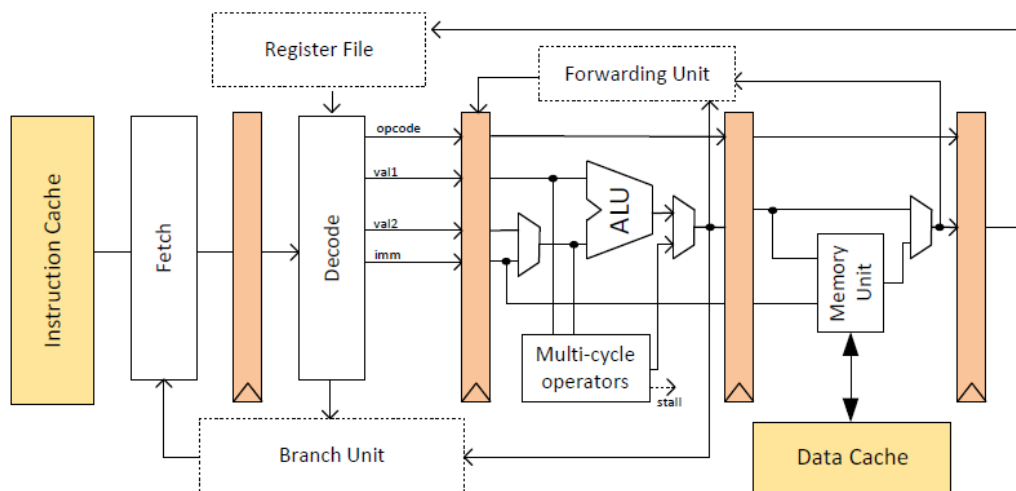 Register File
Forwarding Unit
Instruction Cache
Fetch
Decode
opcode
val1
val2
imm
ALU
Multi-cycle
operators
stall
Memory
Unit
Branch Unit
Data Cache